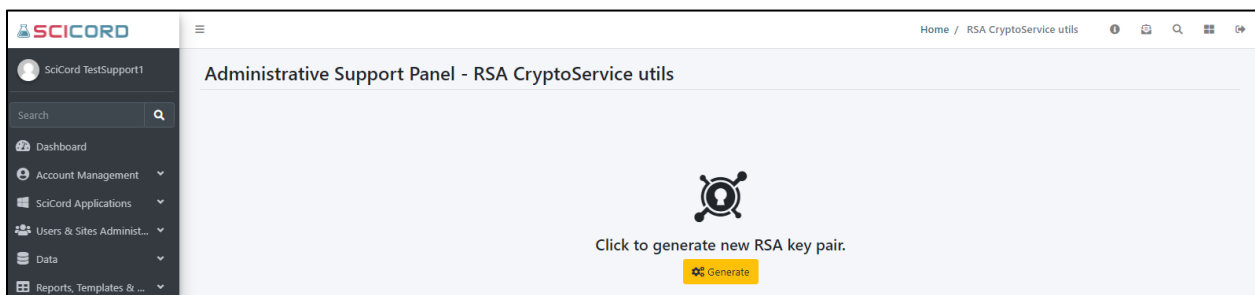 SCICORD
Home / RSA CryptoService utils
SciCord TestSupport1
Administrative Support Panel - RSA CryptoService utils
Search
Dashboard
Account Management
SciCord Applications
Users & Sites Administ...
Data
Reports, Templates & ...
Click to generate new RSA key pair.
Generate